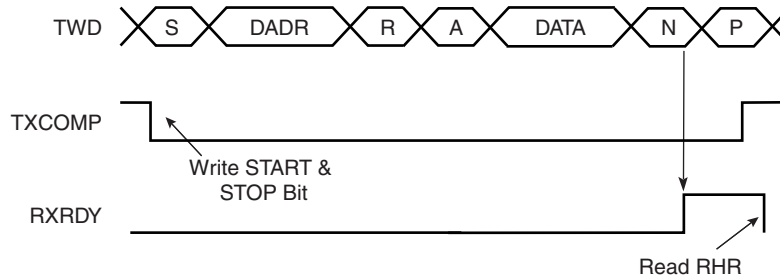 TWD S DADR R A DATA N P
TXCOMP
Write START &
STOP Bit
RXRDY
Read RHR